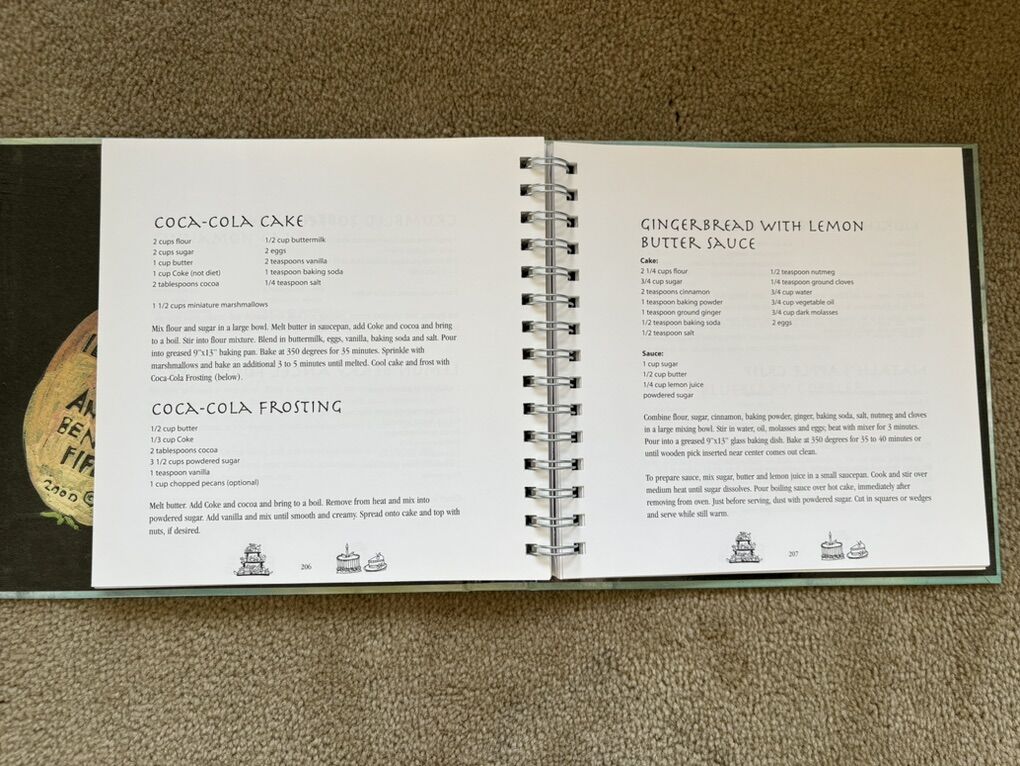 AN
BEN
FIF
2000 ©
COCA-COLA CAKE
2 cups flour
2 cups sugar
1 cup butter
1 cup Coke (not diet)
2 tablespoons cocoa
1/2 cup buttermilk
2 eggs
2 teaspoons vanilla
1 teaspoon baking soda
1/4 teaspoon salt
1 1/2 cups miniature marshmallows
Mix flour and sugar in a large bowl. Melt butter in saucepan, add Coke and cocoa and bring
to a boil. Stir into flour mixture. Blend in buttermilk, eggs, vanilla, baking soda and salt. Pour
into greased 9"x13" baking pan. Bake at 350 degrees for 35 minutes. Sprinkle with
marshmallows and bake an additional 3 to 5 minutes until melted. Cool cake and frost with
Coca-Cola Frosting (below).
COCA-COLA FROSTING
1/2 cup butter
1/3 cup Coke
2 tablespoons cocoa
3 1/2 cups powdered sugar
1 teaspoon vanilla
1 cup chopped pecans (optional)
Melt butter. Add Coke and cocoa and bring to a boil. Remove from heat and mix into
powdered sugar. Add vanilla and mix until smooth and creamy. Spread onto cake and top with
nuts, if desired.
206
GINGERBREAD WITH LEMON
BUTTER SAUCE
Cake:
2 1/4 cups flour
3/4 cup sugar
2 teaspoons cinnamon
1 teaspoon baking powder
1 teaspoon ground ginger
1/2 teaspoon baking soda
1/2 teaspoon salt
1/2 teaspoon nutmeg
1/4 teaspoon ground cloves
3/4 cup water
3/4 cup vegetable oil
3/4 cup dark molasses
2 eggs
Sauce:
1 cup sugar
1/2 cup butter
1/4 cup lemon juice
powdered sugar
Combine flour, sugar, cinnamon, baking powder, ginger, baking soda, salt, nutmeg and cloves
in a large mixing bowl. Stir in water, oil, molasses and eggs; beat with mixer for 3 minutes.
Pour into a greased 9"x13" glass baking dish. Bake at 350 degrees for 35 to 40 minutes or
until wooden pick inserted near center comes out clean.
To prepare sauce, mix sugar, butter and lemon juice in a small saucepan. Cook and stir over
medium heat until sugar dissolves. Pour boiling sauce over hot cake, immediately after
removing from oven. Just before serving, dust with powdered sugar. Cut in squares or wedges
and serve while still warm.
207